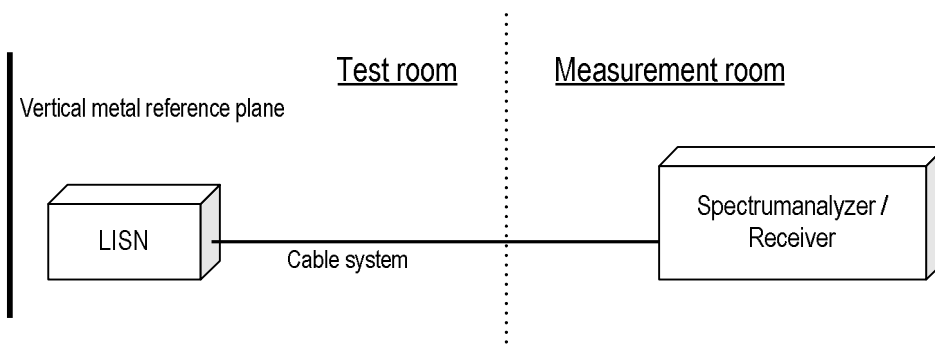 Test room
Measurement room
Vertical metal reference plane
LISN
Cable system
Spectrumanalyzer /
Receiver